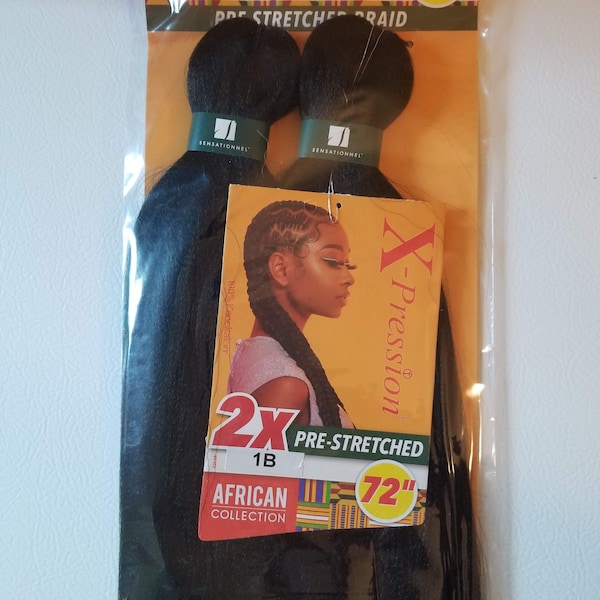 PRE-STRETCHED BRAID
SENSATIONNEL
SENSATIONNEL
X-Pression
2X
PRE-STRETCHED
1B
AFRICAN
COLLECTION
72"